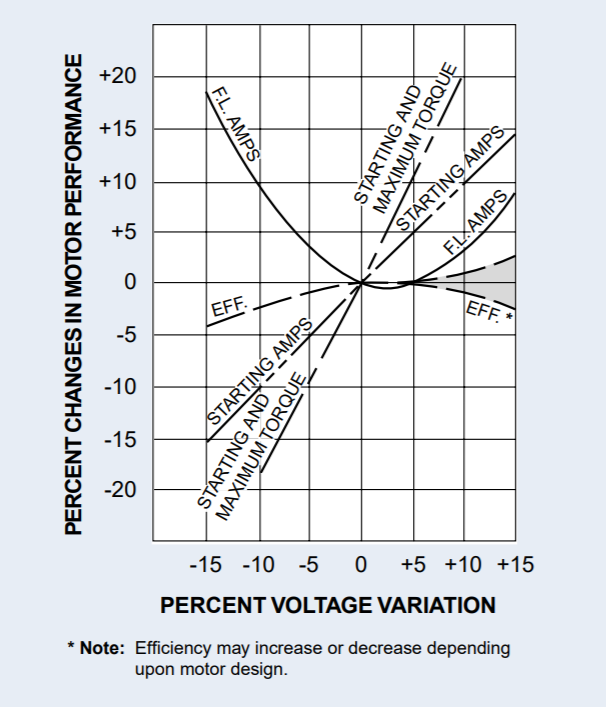 PERCENT CHANGES IN MOTOR PERFORMANCE
+20
+15
+10
+5
0
-5
-10
-15
-20
F.L. AMPS
STARTING AND
MAXIMUM TORQUE
STARTING AMPS
F.L. AMPS
EFF.
EFF. *
STARTING AMPS
STARTING AND
MAXIMUM TORQUE
-15 -10 -5 0 +5 +10 +15
PERCENT VOLTAGE VARIATION
* Note: Efficiency may increase or decrease depending
upon motor design.